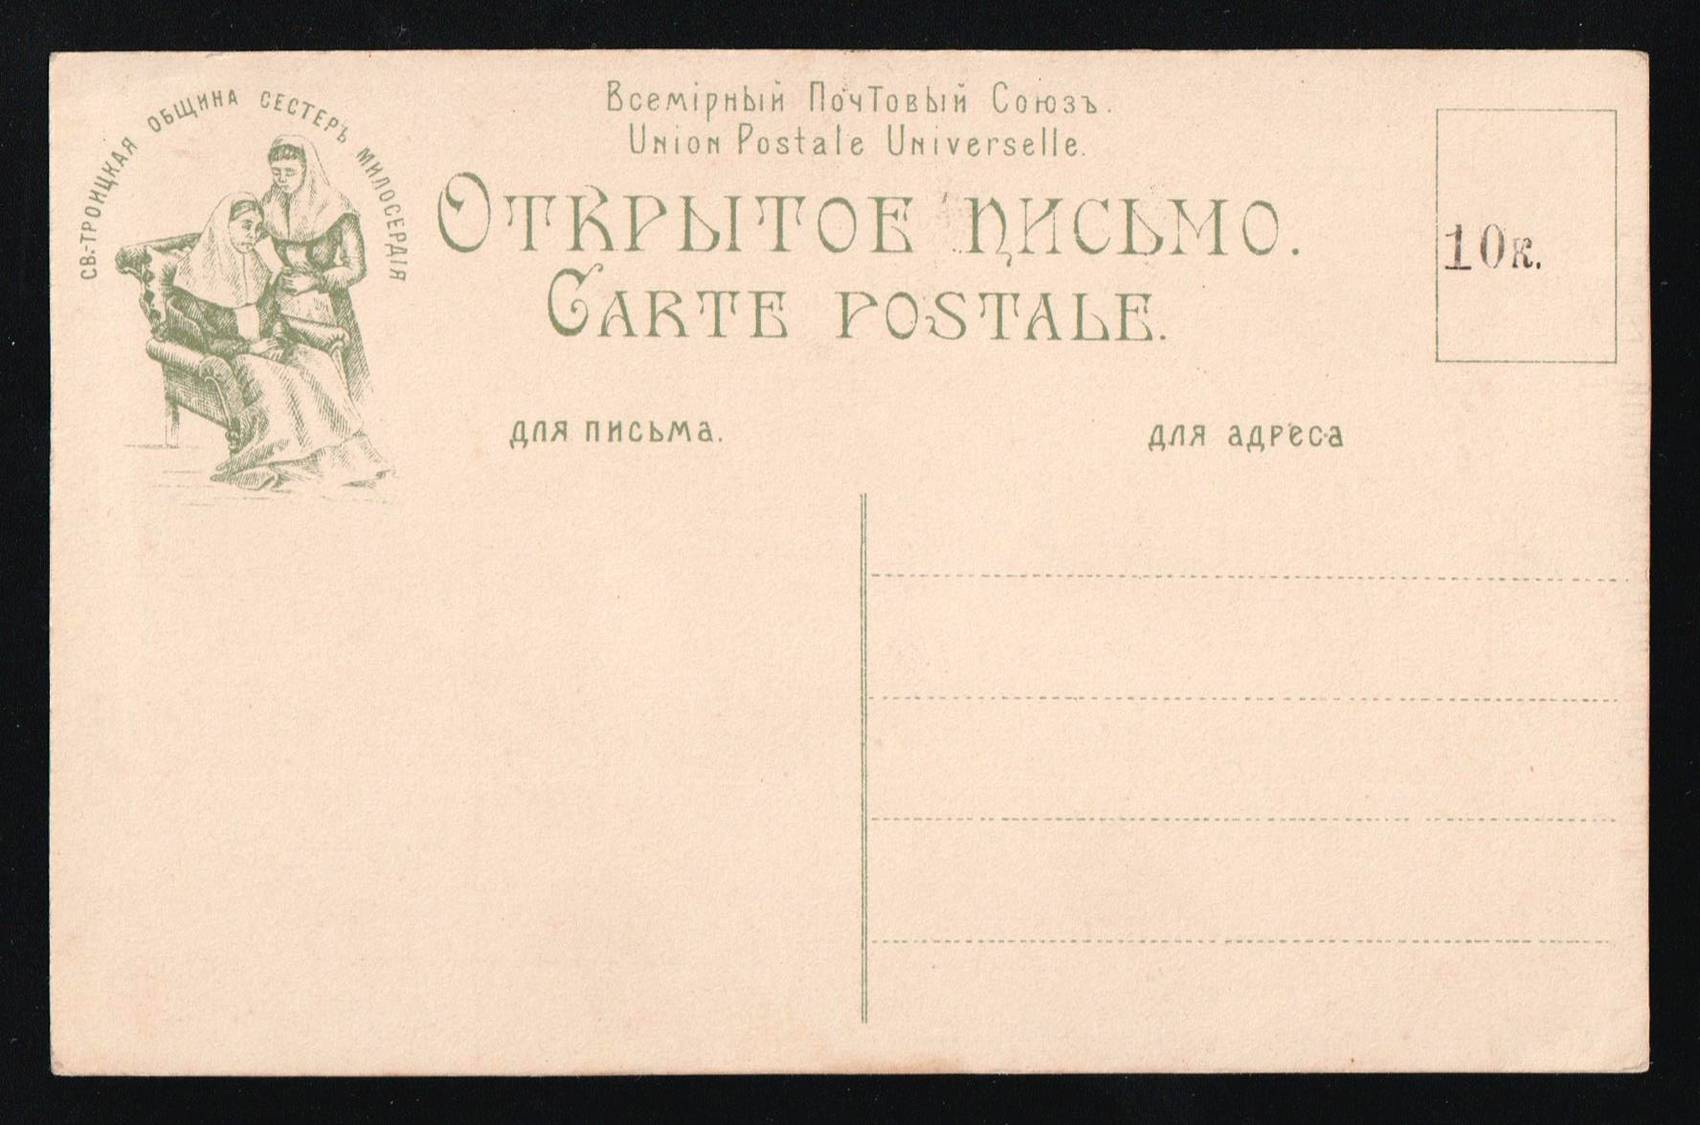 СВ.-ТРОИЦКАЯ ОБЩИНА СЕСТЕРЪ МИЛОСЕРДІЯ
Всемірный Почтовый Союзъ.
Union Postale Universelle.
ОТКРЫТОЕ ПИСЬМО.
CARTE POSTALE.
10к.
для письма.
для адреса